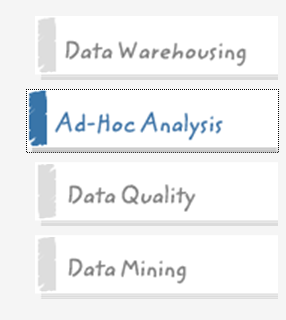 Data Warehousing
Ad-Hoc Analysis
Data Quality
Data Mining